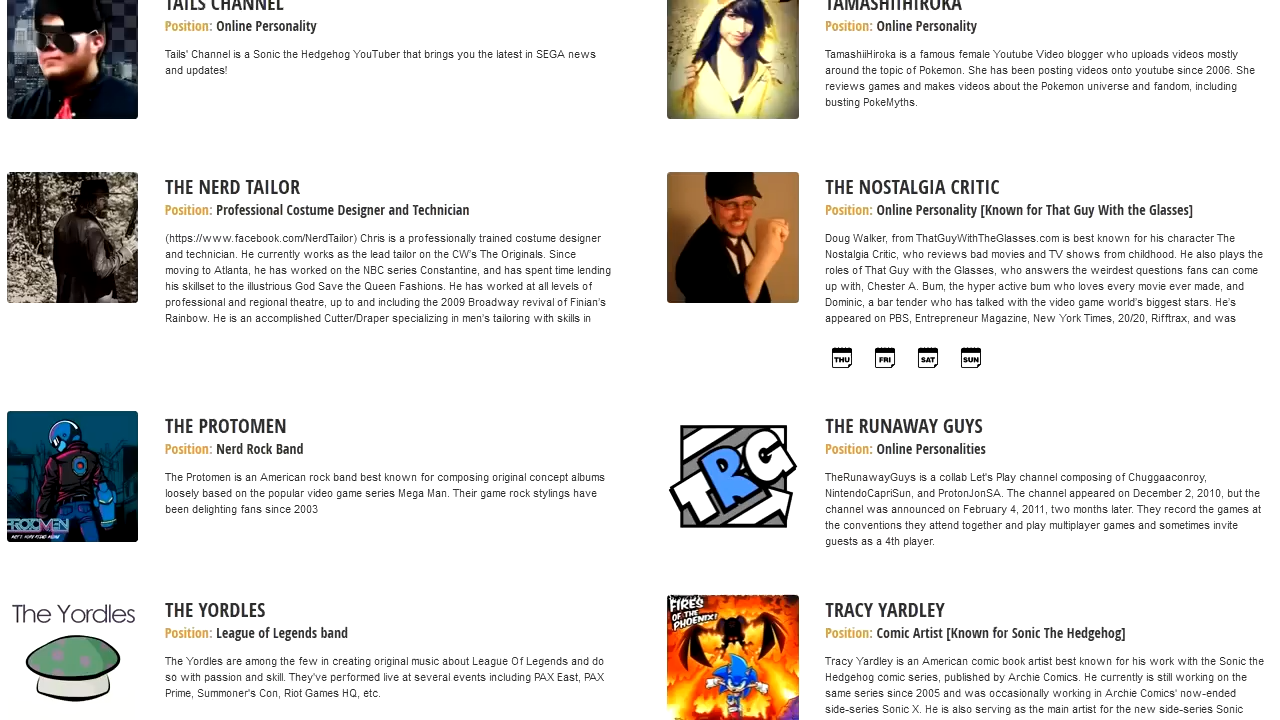 TAILS CHANNEL
Position: Online Personality
Tails' Channel is a Sonic the Hedgehog YouTuber that brings you the latest in SEGA news
and updates!
TAMASHIIHIROKA
Position: Online Personality
TamashiiHiroka is a famous female Youtube Video blogger who uploads videos mostly
around the topic of Pokemon. She has been posting videos onto youtube since 2006. She
reviews games and makes videos about the Pokemon universe and fandom, including
busting PokeMyths.
THE NERD TAILOR
Position: Professional Costume Designer and Technician
(https://www.facebook.com/NerdTailor) Chris is a professionally trained costume designer
and technician. He currently works as the lead tailor on the CW's The Originals. Since
moving to Atlanta, he has worked on the NBC series Constantine, and has spent time lending
his skillset to the illustrious God Save the Queen Fashions. He has worked at all levels of
professional and regional theatre, up to and including the 2009 Broadway revival of Finian's
Rainbow. He is an accomplished Cutter/Draper specializing in men's tailoring with skills in
THE NOSTALGIA CRITIC
Position: Online Personality [Known for That Guy With the Glasses]
Doug Walker, from ThatGuyWithTheGlasses.com is best known for his character The
Nostalgia Critic, who reviews bad movies and TV shows from childhood. He also plays the
roles of That Guy with the Glasses, who answers the weirdest questions fans can come
up with, Chester A. Bum, the hyper active bum who loves every movie ever made, and
Dominic, a bar tender who has talked with the video game world's biggest stars. He's
appeared on PBS, Entrepreneur Magazine, New York Times, 20/20, Rifftrax, and was
THU FRI SAT SUN
PROTOMEN
THE PROTOMEN
Position: Nerd Rock Band
The Protomen is an American rock band best known for composing original concept albums
loosely based on the popular video game series Mega Man. Their game rock stylings have
been delighting fans since 2003
TRG
THE RUNAWAY GUYS
Position: Online Personalities
TheRunawayGuys is a collab Let's Play channel composing of Chuggaaconroy,
NintendoCapriSun, and ProtonJonSA. The channel appeared on December 2, 2010, but the
channel was announced on February 4, 2011, two months later. They record the games at
the conventions they attend together and play multiplayer games and sometimes invite
guests as a 4th player.
The Yordles
THE YORDLES
Position: League of Legends band
The Yordles are among the few in creating original music about League Of Legends and do
so with passion and skill. They've performed live at several events including PAX East, PAX
Prime, Summoner's Con, Riot Games HQ, etc.
FIRES
OF THE
PHOENIX!
TRACY YARDLEY
Position: Comic Artist [Known for Sonic The Hedgehog]
Tracy Yardley is an American comic book artist best known for his work with the Sonic the
Hedgehog comic series, published by Archie Comics. He currently is still working on the
same series since 2005 and was occasionally working in Archie Comics' now-ended
side-series Sonic X. He is also serving as the main artist for the new side-series Sonic